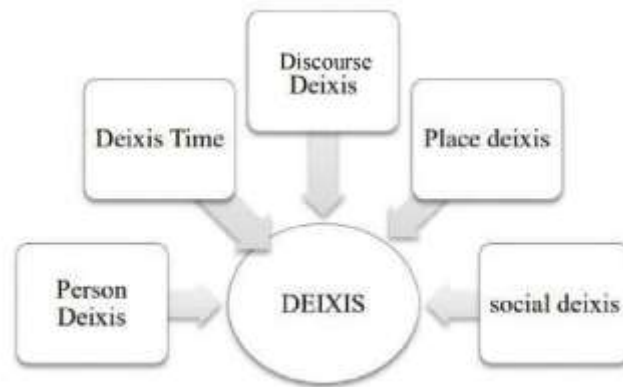 Discourse
Deixis
Deixis Time
Place deixis
Person
Deixis
DEIXIS
social deixis